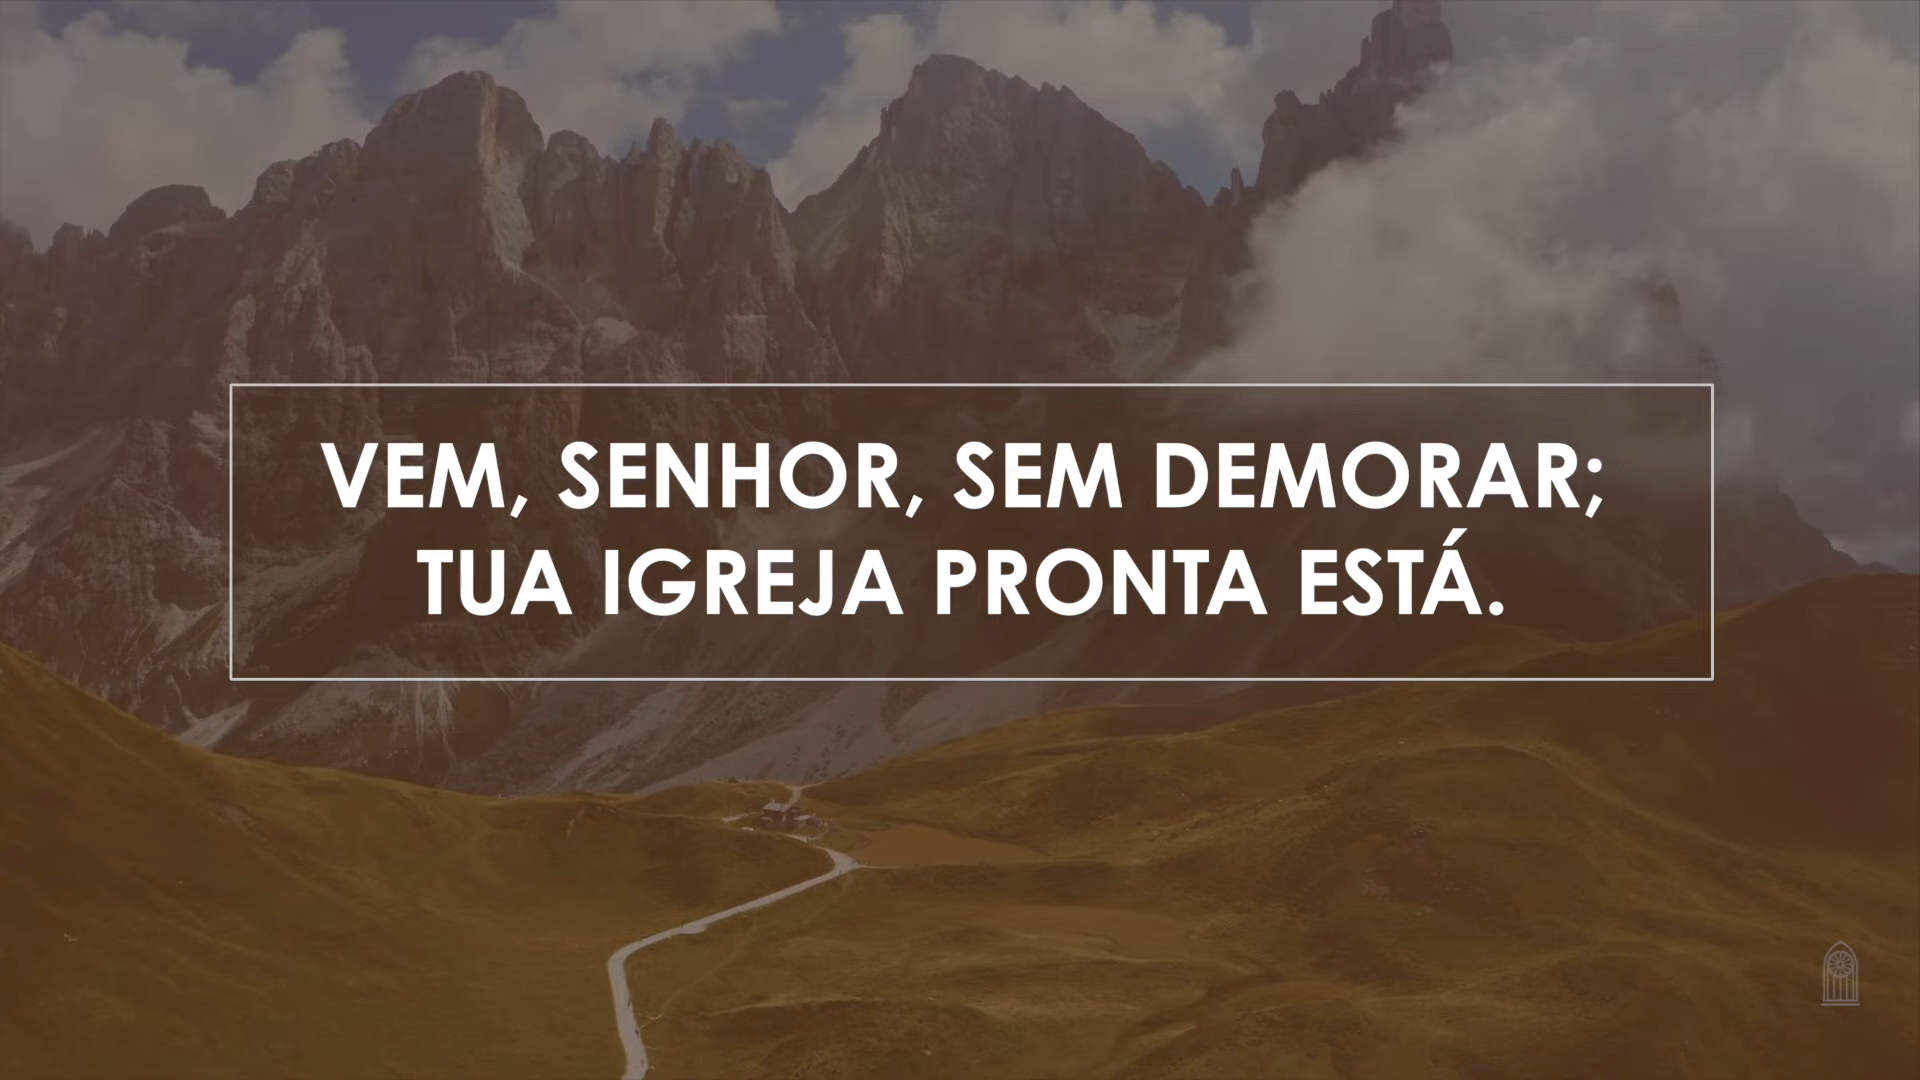 VEM, SENHOR, SEM DEMORAR;
TUA IGREJA PRONTA ESTÁ.